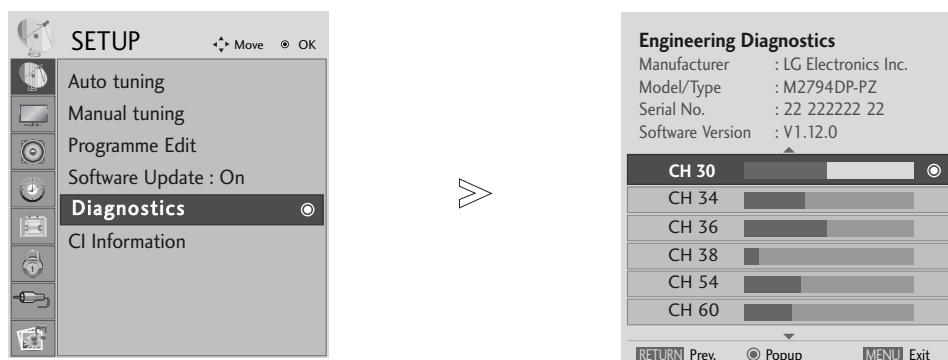 SETUP
Move OK
Auto tuning
Manual tuning
Programme Edit
Software Update : On
Diagnostics
CI Information
Engineering Diagnostics
Manufacturer : LG Electronics Inc.
Model/Type : M2794DP-PZ
Serial No. : 22 222222 22
Software Version : V1.12.0
CH 30
CH 34
CH 36
CH 38
CH 54
CH 60
RETURN Prev. Popup MENU Exit